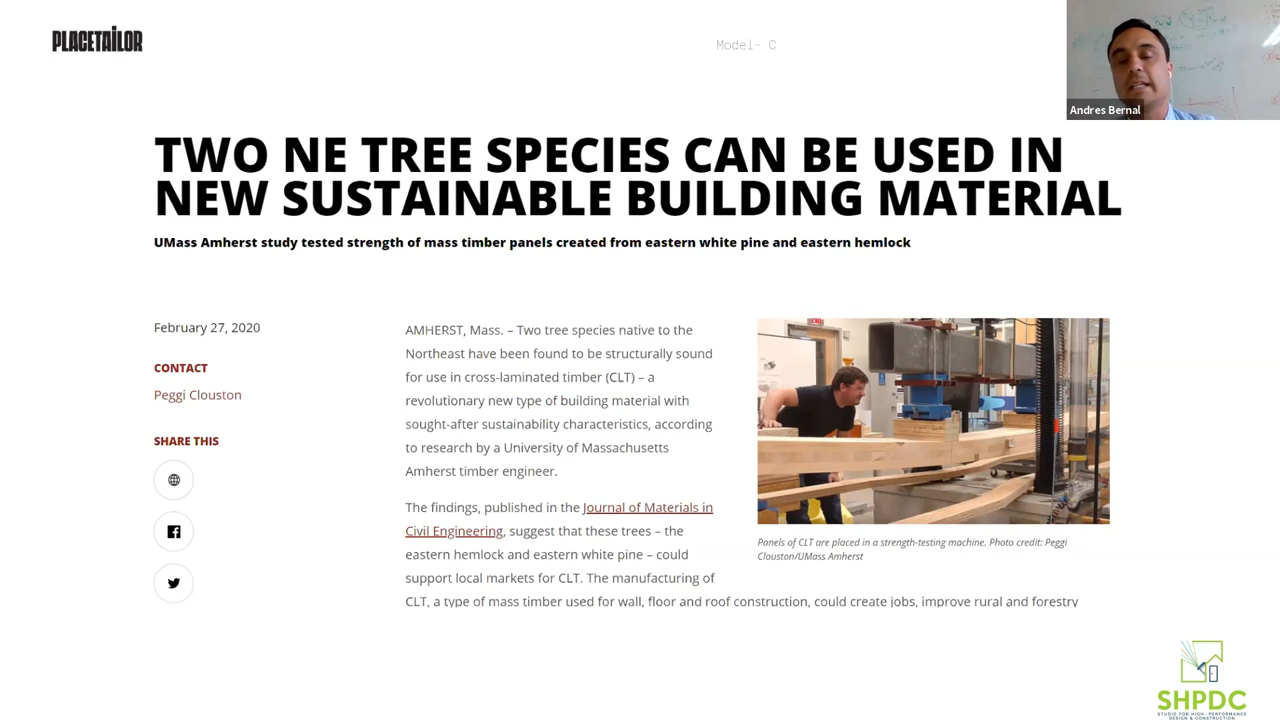 PLACETAILOR
Model- C
Andres Bernal
TWO NE TREE SPECIES CAN BE USED IN
NEW SUSTAINABLE BUILDING MATERIAL
UMass Amherst study tested strength of mass timber panels created from eastern white pine and eastern hemlock
February 27, 2020
CONTACT
Peggi Clouston
SHARE THIS
AMHERST, Mass. – Two tree species native to the
Northeast have been found to be structurally sound
for use in cross-laminated timber (CLT) – a
revolutionary new type of building material with
sought-after sustainability characteristics, according
to research by a University of Massachusetts
Amherst timber engineer.
The findings, published in the Journal of Materials in
Civil Engineering, suggest that these trees – the
eastern hemlock and eastern white pine – could
support local markets for CLT. The manufacturing of
CLT, a type of mass timber used for wall, floor and roof construction, could create jobs, improve rural and forestry
Panels of CLT are placed in a strength-testing machine. Photo credit: Peggi
Clouston/UMass Amherst
SHPDC
STUDIO FOR HIGH-PERFORMANCE
DESIGN & CONSTRUCTION